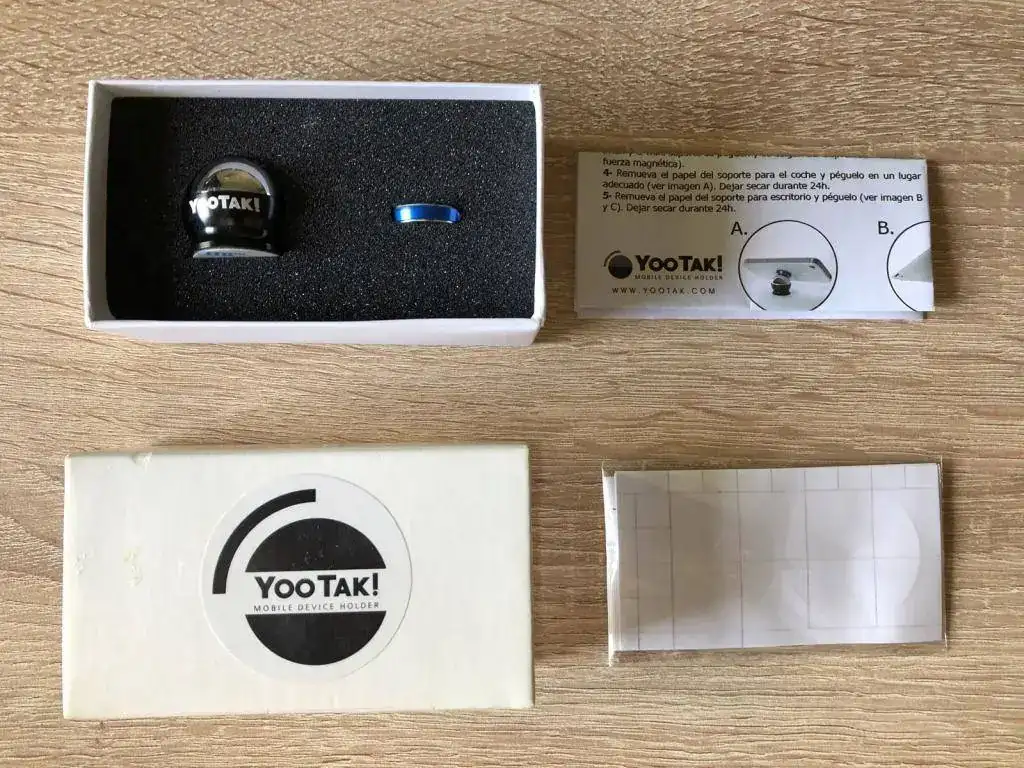 YOOTAK!
fuerza magnética).
4- Remueva el papel del soporte para el coche y péguelo en un lugar
adecuado (ver imagen A). Dejar secar durante 24h.
5- Remueva el papel del soporte para escritorio y péguelo (ver imagen B
y C). Dejar secar durante 24h.
A.
B.
YOOTAK!
MOBILE DEVICE HOLDER
WWW.YOOTAK.COM
YOOTAK!
MOBILE DEVICE HOLDER